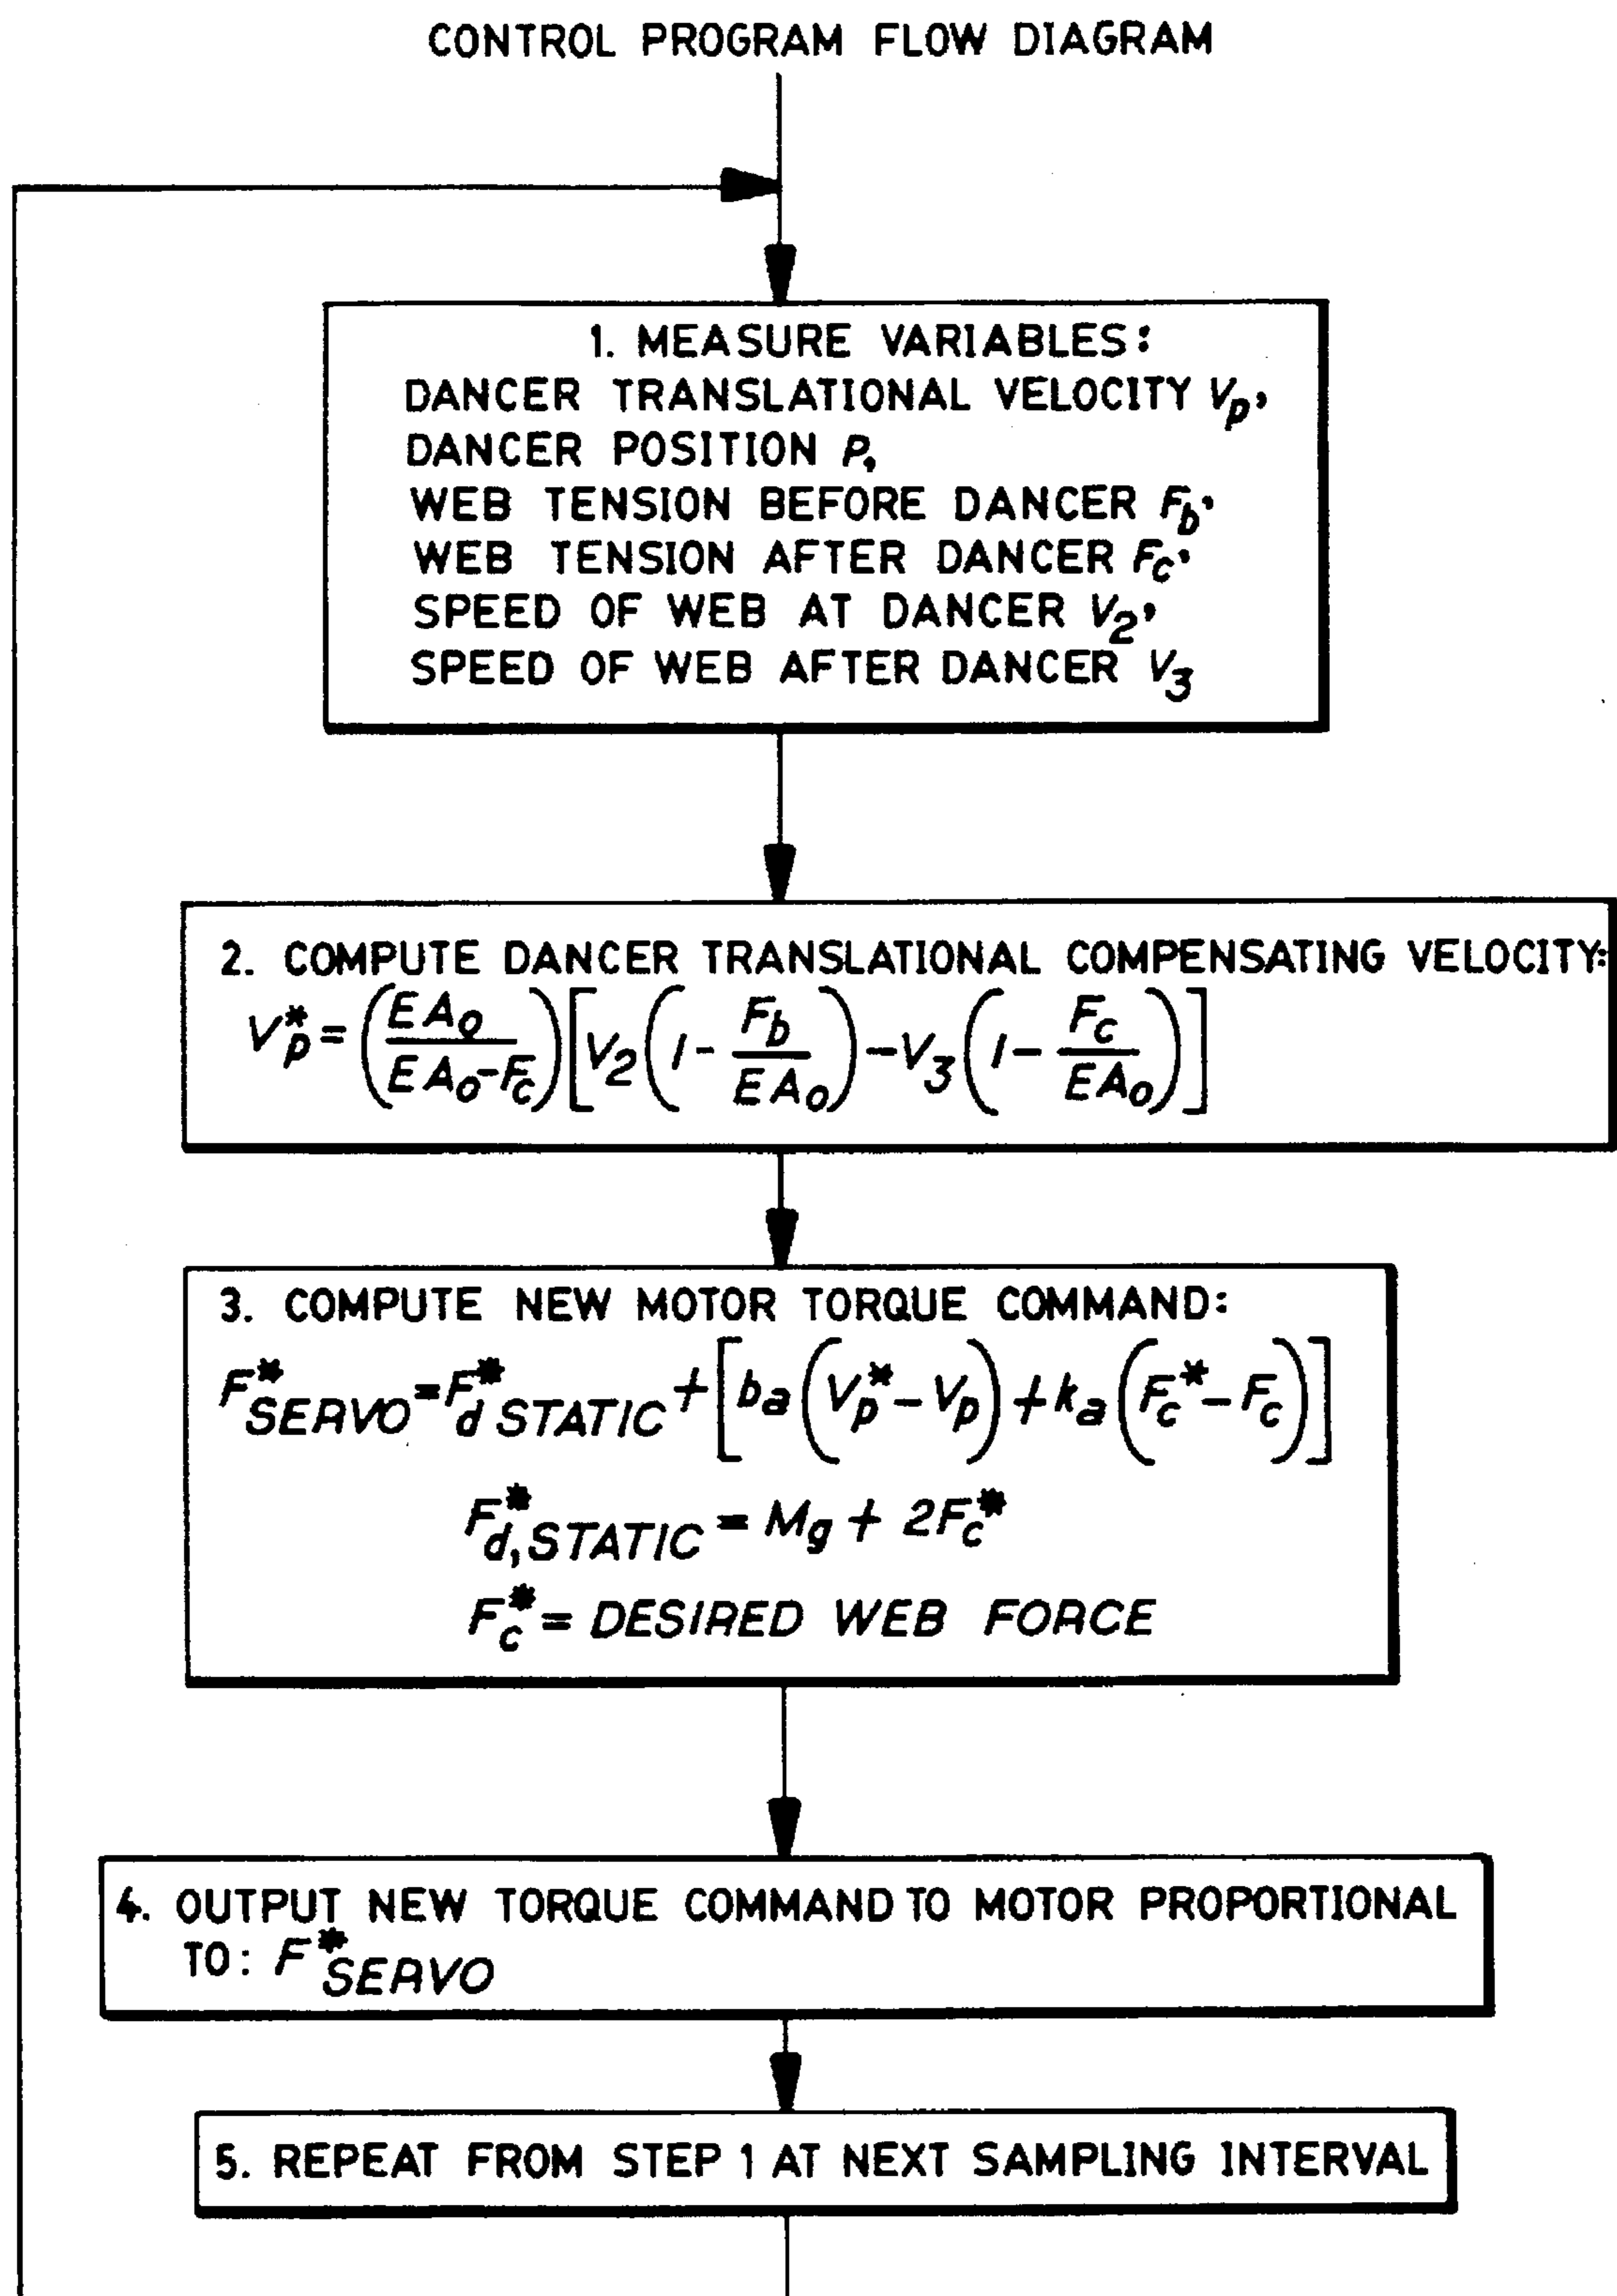 CONTROL PROGRAM FLOW DIAGRAM
1. MEASURE VARIABLES:
DANCER TRANSLATIONAL VELOCITY Vp,
DANCER POSITION P,
WEB TENSION BEFORE DANCER Fb,
WEB TENSION AFTER DANCER Fc,
SPEED OF WEB AT DANCER V2,
SPEED OF WEB AFTER DANCER V3
2. COMPUTE DANCER TRANSLATIONAL COMPENSATING VELOCITY:
V*p = (EAo / (EAo - Fc)) [V2 (1 - Fb / EAo) - V3 (1 - Fc / EAo)]
3. COMPUTE NEW MOTOR TORQUE COMMAND:
F*SERVO = F*d STATIC + [ba (V*p - Vp) + ka (F*c - Fc)]
F*d, STATIC = Mg + 2F*c
F*c = DESIRED WEB FORCE
4. OUTPUT NEW TORQUE COMMAND TO MOTOR PROPORTIONAL
TO: F*SERVO
5. REPEAT FROM STEP 1 AT NEXT SAMPLING INTERVAL